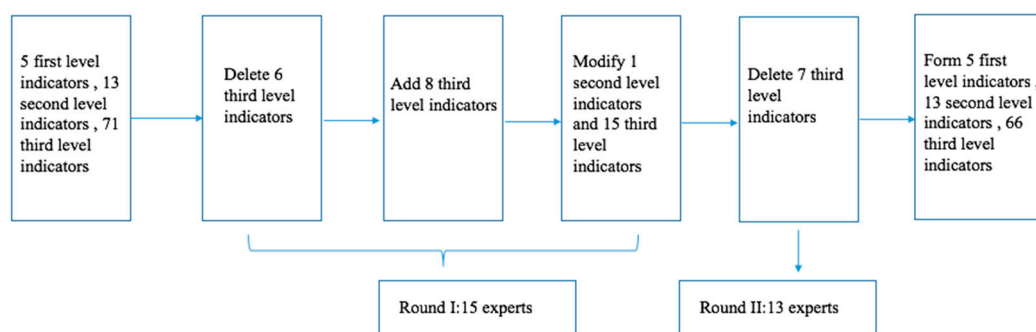 5 first level
indicators , 13
second level
indicators , 71
third level
indicators
Delete 6
third level
indicators
Add 8 third
level indicators
Modify 1
second level
indicators
and 15 third
level
indicators
Delete 7 third
level
indicators
Form 5 first
level indicators ,
13 second level
indicators , 66
third level
indicators
Round I:15 experts
Round II:13 experts